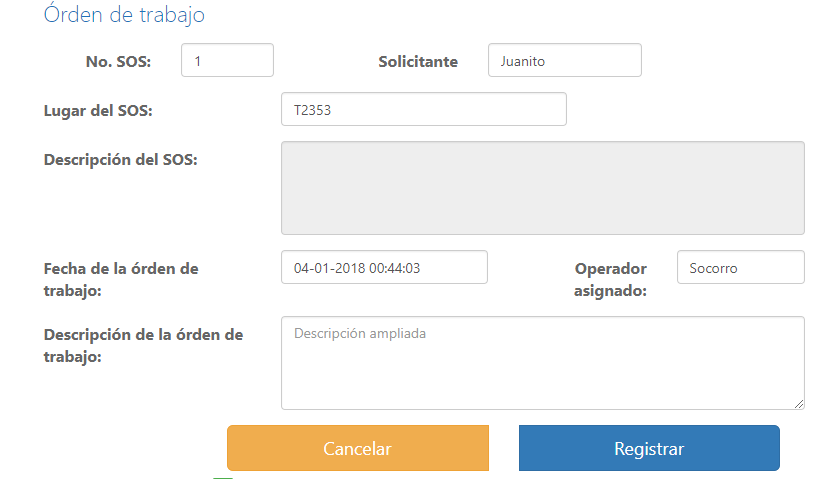 Órden de trabajo
No. SOS: 1 Solicitante Juanito
Lugar del SOS: T2353
Descripción del SOS:
Fecha de la órden de trabajo: 04-01-2018 00:44:03 Operador asignado: Socorro
Descripción de la órden de trabajo: Descripción ampliada
Cancelar Registrar